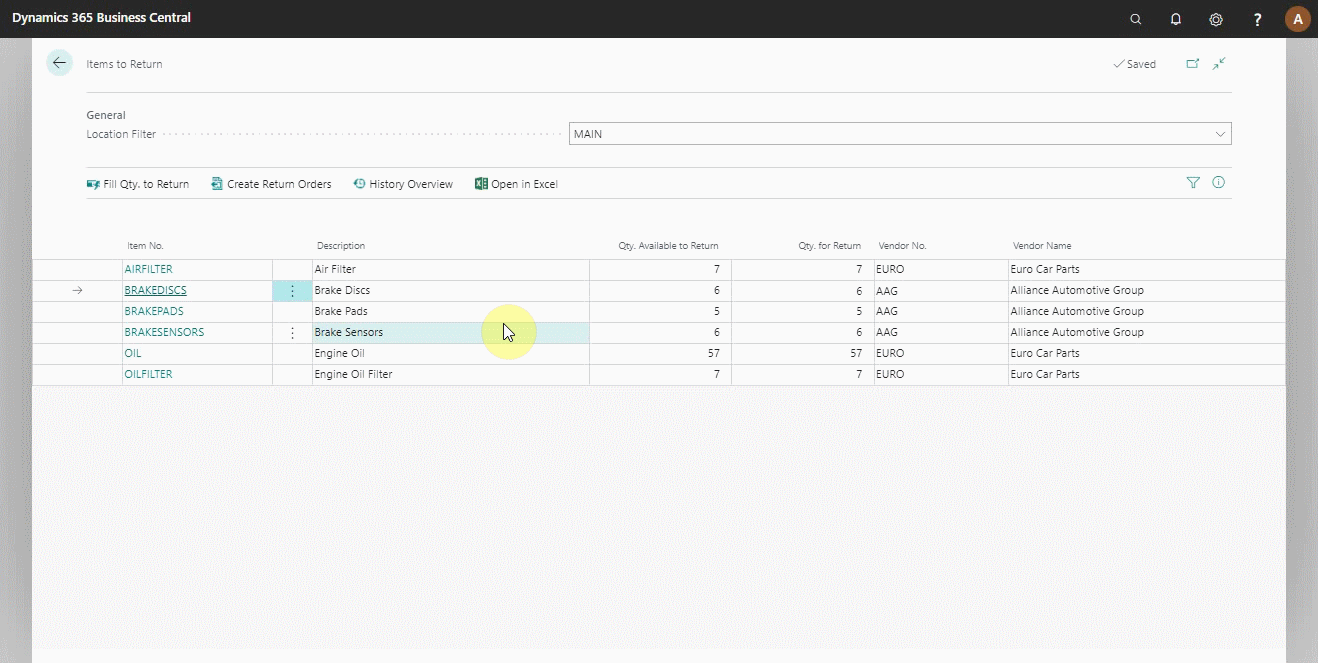 Dynamics 365 Business Central ? A
Items to Return Saved
General
Location Filter MAIN
Fill Qty. to Return Create Return Orders History Overview Open in Excel
Item No. Description Qty. Available to Return Qty. for Return Vendor No. Vendor Name
AIRFILTER Air Filter 7 7 EURO Euro Car Parts
BRAKEDISCS Brake Discs 6 6 AAG Alliance Automotive Group
BRAKEPADS Brake Pads 5 5 AAG Alliance Automotive Group
BRAKESENSORS Brake Sensors 6 6 AAG Alliance Automotive Group
OIL Engine Oil 57 57 EURO Euro Car Parts
OILFILTER Engine Oil Filter 7 7 EURO Euro Car Parts